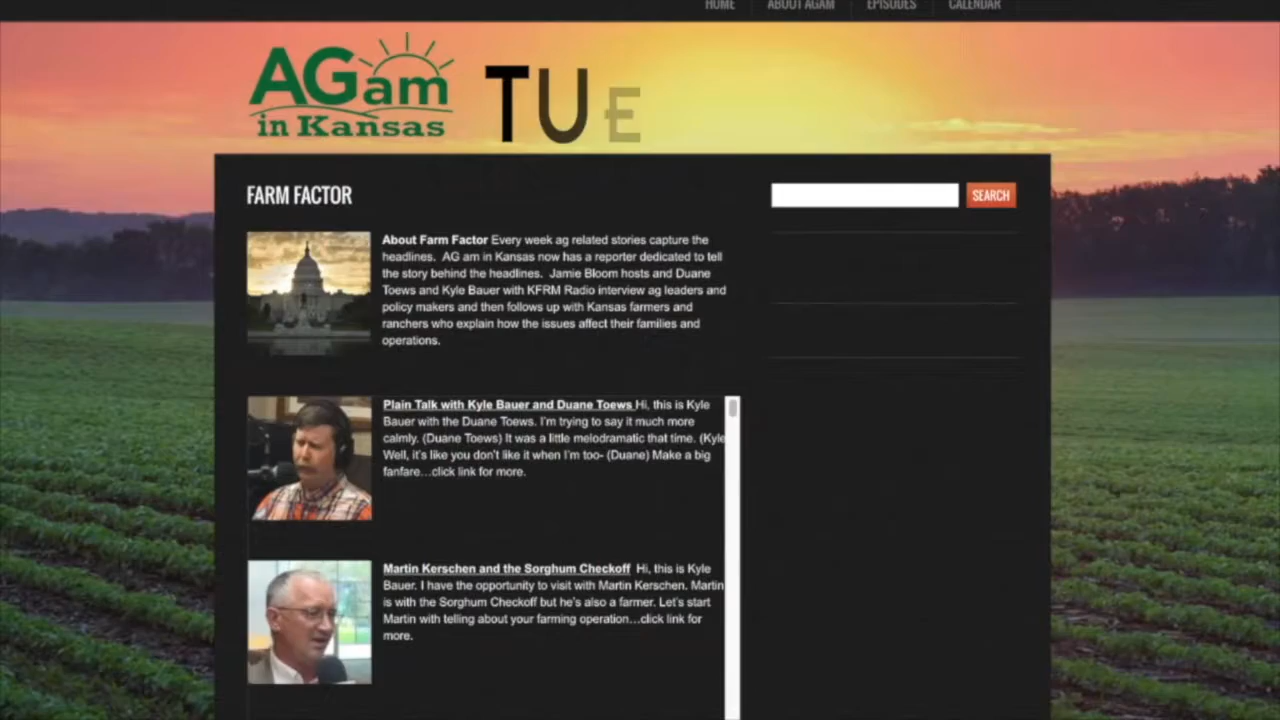 HOME ABOUT AGAM EPISODES CALENDAR
AGam
in Kansas
TUE
FARM FACTOR
SEARCH
About Farm Factor Every week ag related stories capture the
headlines. AG am in Kansas now has a reporter dedicated to tell
the story behind the headlines. Jamie Bloom hosts and Duane
Toews and Kyle Bauer with KFRM Radio interview ag leaders and
policy makers and then follows up with Kansas farmers and
ranchers who explain how the issues affect their families and
operations.
Plain Talk with Kyle Bauer and Duane Toews Hi, this is Kyle
Bauer with the Duane Toews. I'm trying to say it much more
calmly. (Duane Toews) It was a little melodramatic that time. (Kyle
Well, it's like you don't like it when I'm too- (Duane) Make a big
fanfare…click link for more.
Martin Kerschen and the Sorghum Checkoff Hi, this is Kyle
Bauer. I have the opportunity to visit with Martin Kerschen. Martin
is with the Sorghum Checkoff but he's also a farmer. Let's start
Martin with telling about your farming operation…click link for
more.